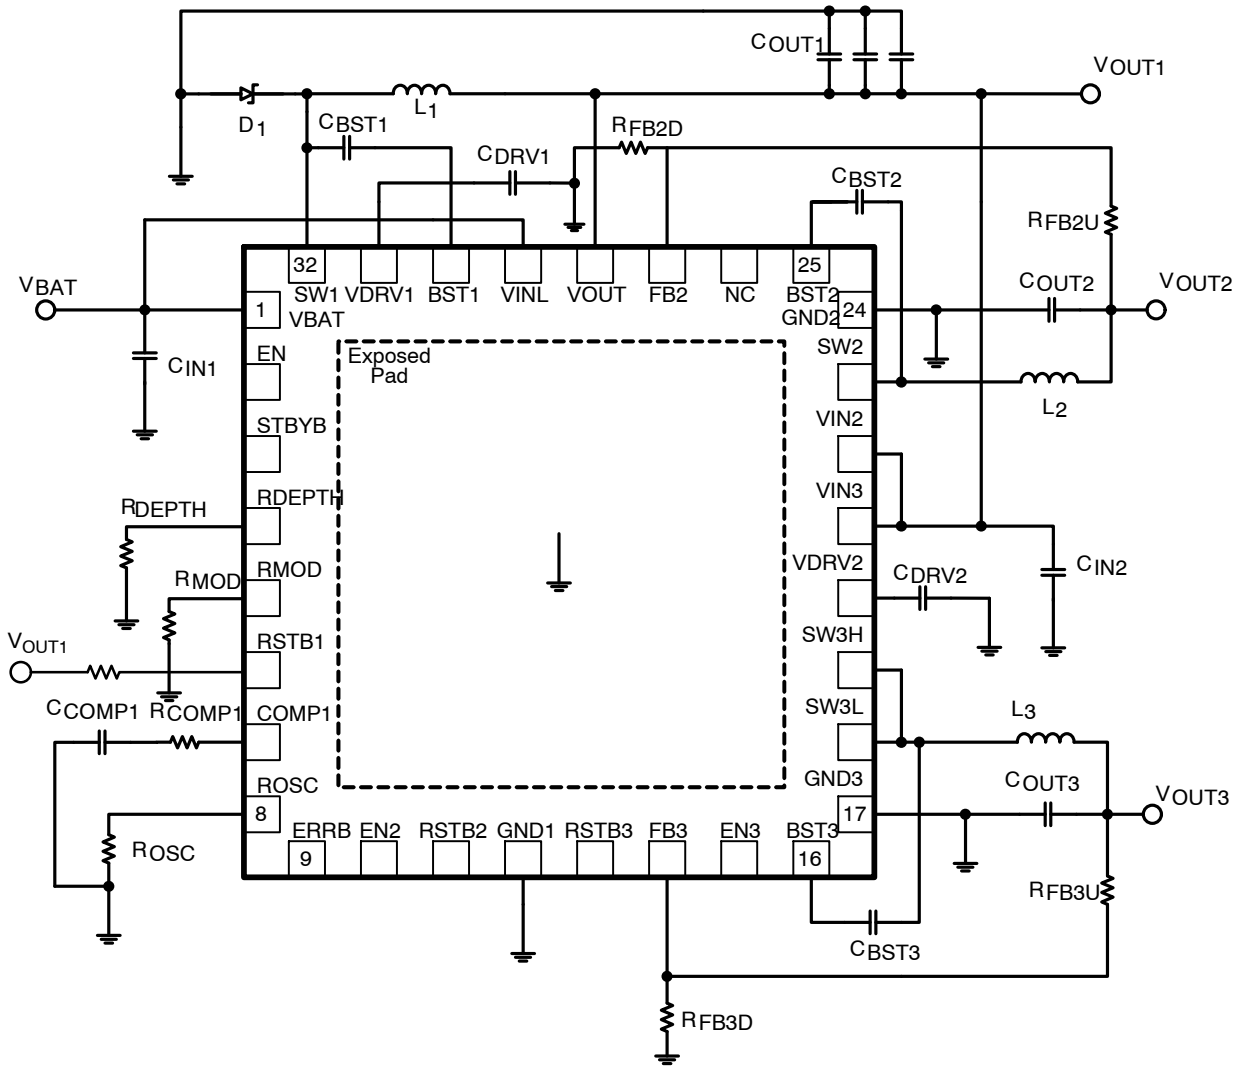 COUT1
VOUT1
D1
L1
CBST1
RFB2D
CDRV1
CBST2
RFB2U
VBAT
COUT2
VOUT2
32
25
SW1 VDRV1 BST1 VINL VOUT FB2 NC BST2
1
VBAT
GND2
24
CIN1
EN
Exposed
Pad
SW2
L2
STBYB
VIN2
RDEPTH
RDEPTH
VIN3
RMOD
RMOD
VDRV2
CDRV2
CIN2
VOUT1
RSTB1
SW3H
CCOMP1 RCOMP1
COMP1
SW3L
L3
ROSC
GND3
COUT3
VOUT3
8
17
ROSC
ERRB EN2 RSTB2 GND1 RSTB3 FB3 EN3 BST3
9
16
RFB3U
CBST3
RFB3D